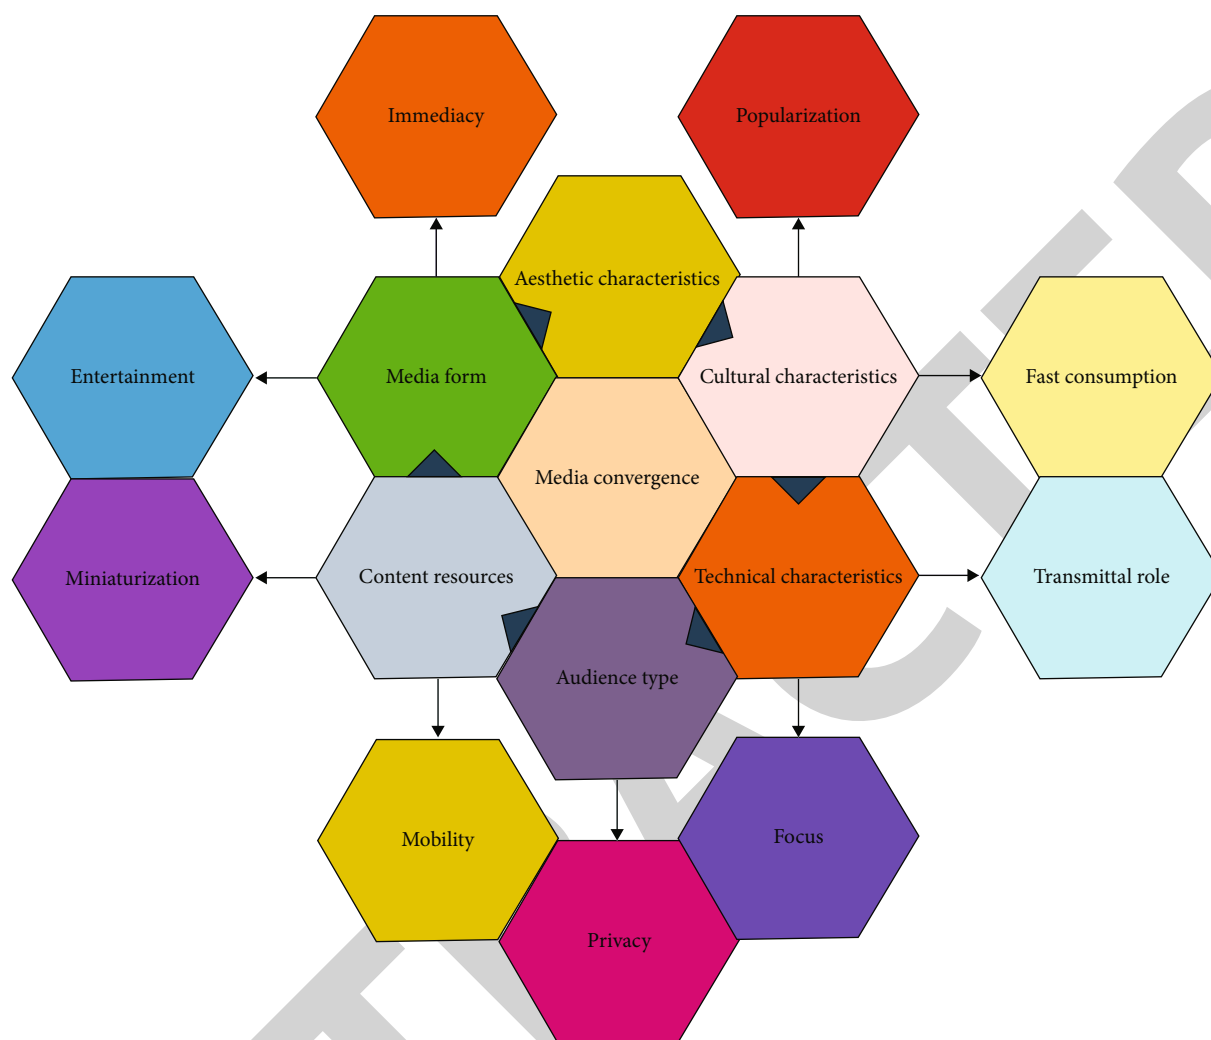 Immediacy
Popularization
Aesthetic characteristics
Entertainment
Media form
Cultural characteristics
Fast consumption
Media convergence
Miniaturization
Content resources
Technical characteristics
Transmittal role
Audience type
Mobility
Focus
Privacy